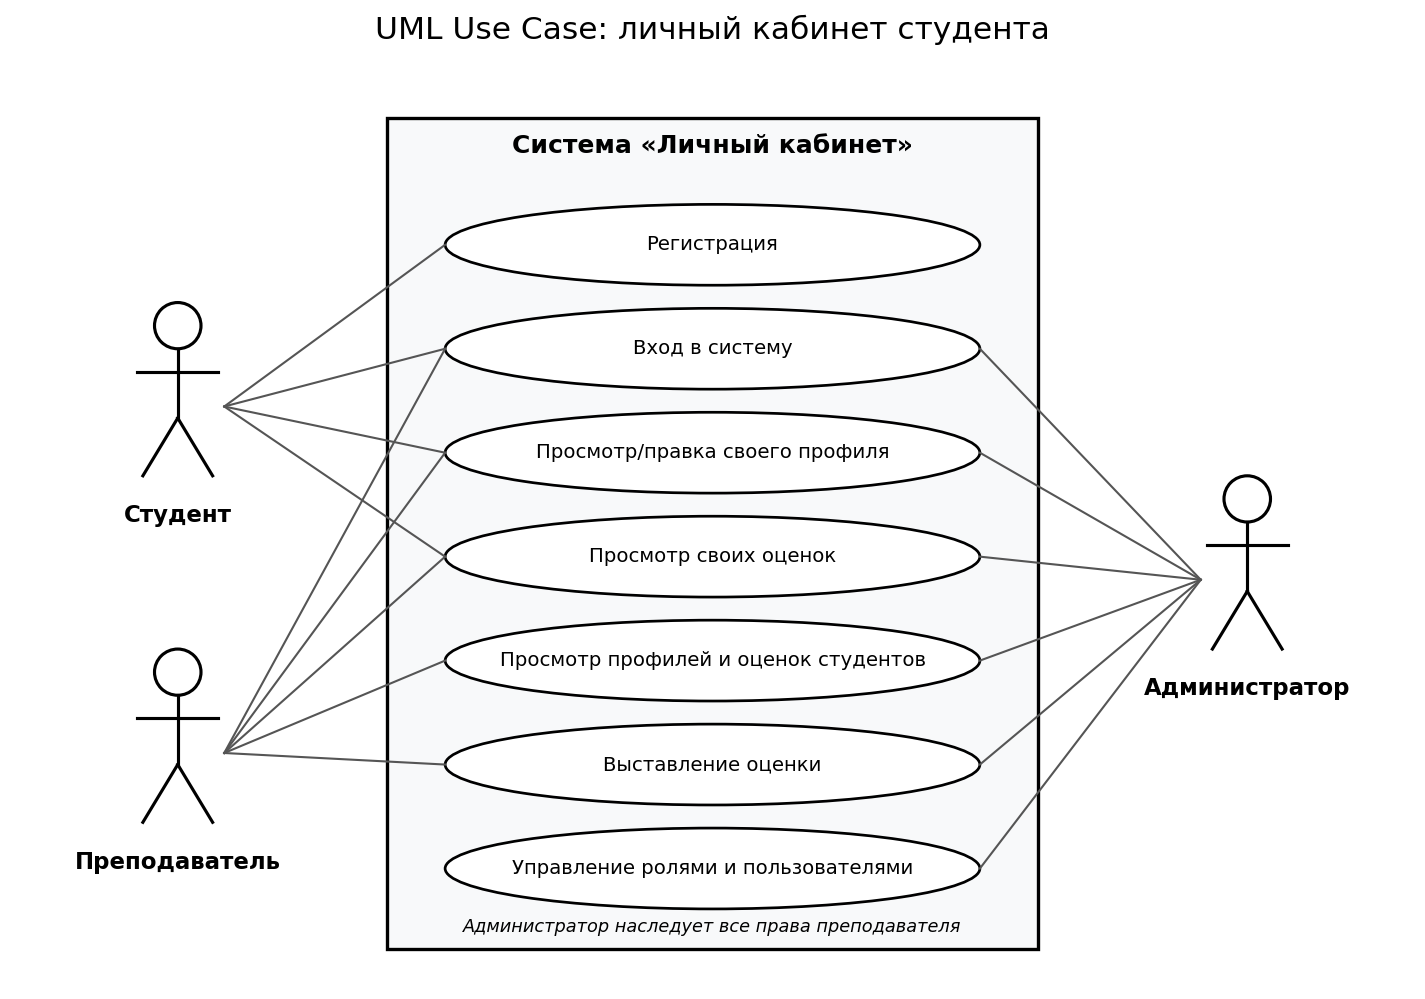 UML Use Case: личный кабинет студента
Система «Личный кабинет»
Регистрация
Вход в систему
Просмотр/правка своего профиля
Студент
Просмотр своих оценок
Просмотр профилей и оценок студентов
Администратор
Выставление оценки
Преподаватель
Управление ролями и пользователями
Администратор наследует все права преподавателя